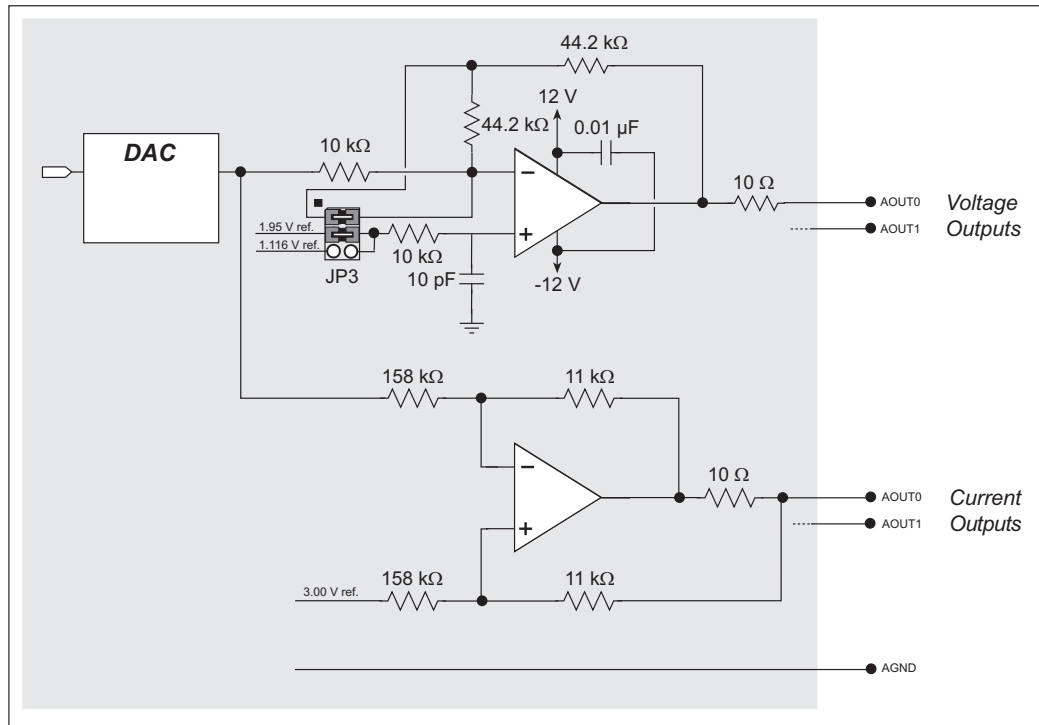 44.2 kΩ
12 V
44.2 kΩ
0.01 µF
DAC
10 kΩ
10 Ω
AOUT0
Voltage
Outputs
AOUT1
1.95 V ref.
1.116 V ref.
10 kΩ
JP3
10 pF
-12 V
158 kΩ
11 kΩ
10 Ω
AOUT0
Current
Outputs
AOUT1
158 kΩ
11 kΩ
3.00 V ref.
AGND